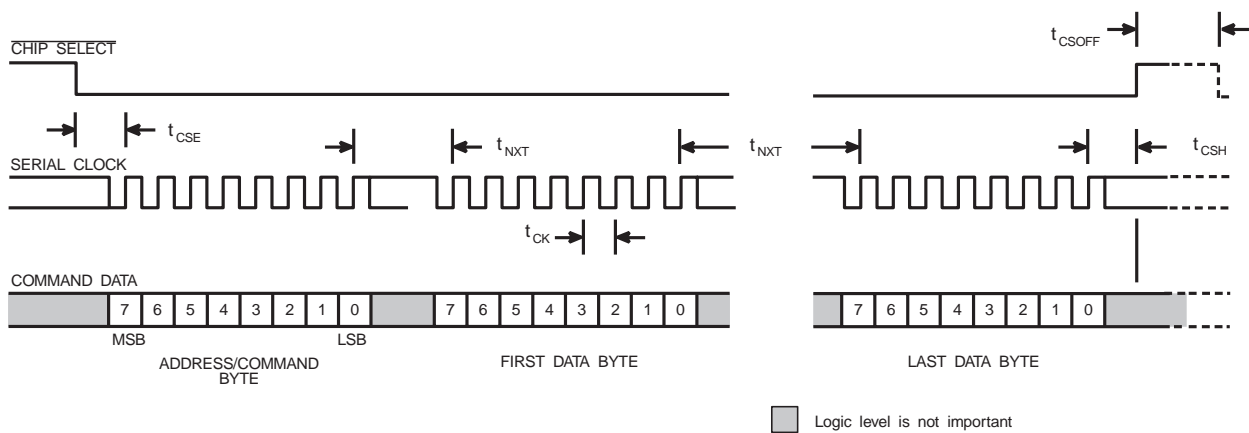 CHIP SELECT
tCSOFF
tCSE
tNXT
tNXT
tCSH
SERIAL CLOCK
tCK
COMMAND DATA
7 6 5 4 3 2 1 0 7 6 5 4 3 2 1 0 7 6 5 4 3 2 1 0
MSB LSB
ADDRESS/COMMAND
BYTE
FIRST DATA BYTE
LAST DATA BYTE
Logic level is not important